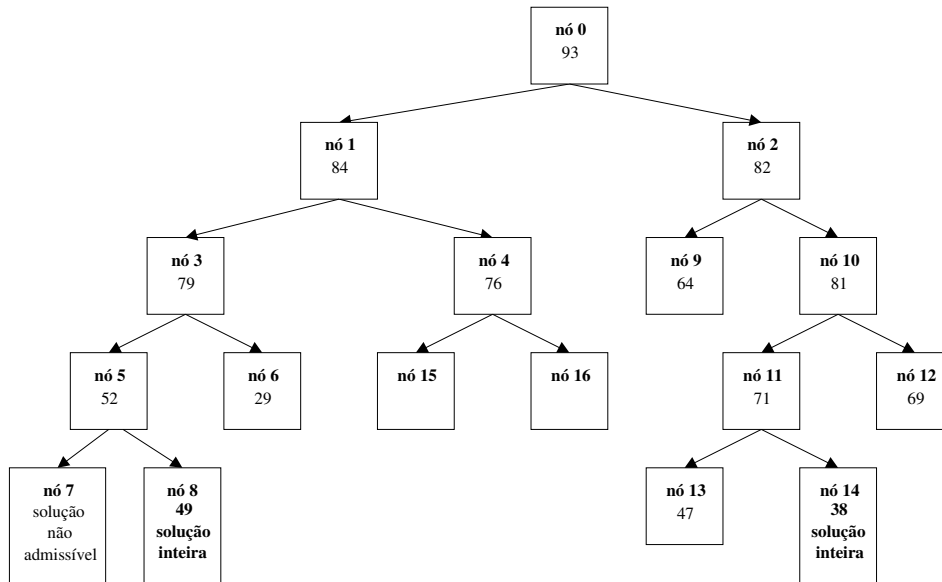 nó 0
93
nó 1
84
nó 2
82
nó 3
79
nó 4
76
nó 9
64
nó 10
81
nó 5
52
nó 6
29
nó 15
nó 16
nó 11
71
nó 12
69
nó 7
solução
não
admissível
nó 8
49
solução
inteira
nó 13
47
nó 14
38
solução
inteira